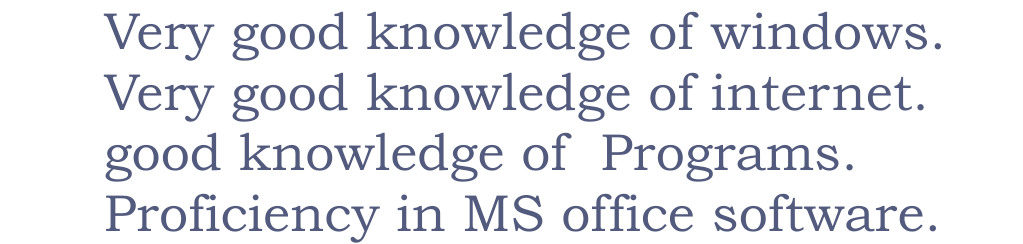 Very good knowledge of windows.
Very good knowledge of internet.
good knowledge of  Programs.
Proficiency in MS office software.